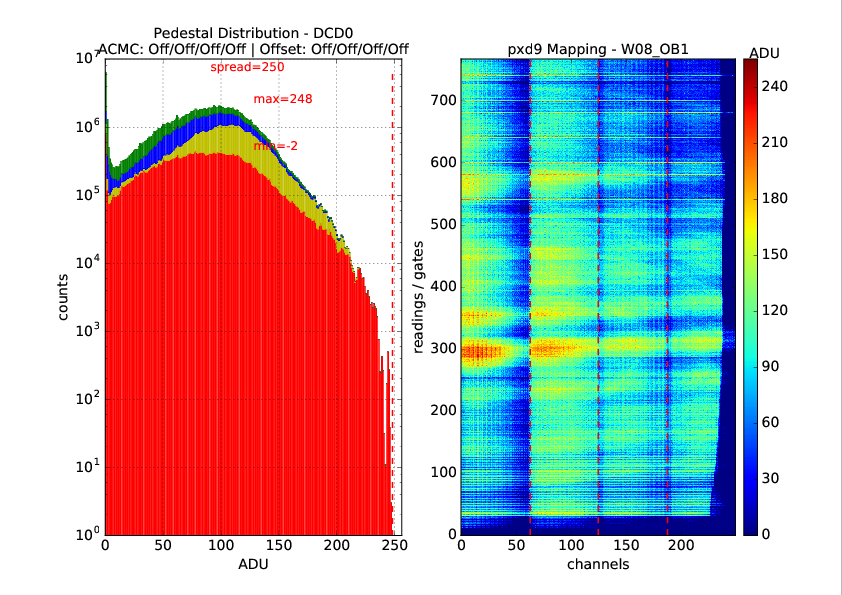 Pedestal Distribution - DCD0
ACMC: Off/Off/Off/Off | Offset: Off/Off/Off/Off
spread=250
max=248
min=-2
counts
10^7
10^6
10^5
10^4
10^3
10^2
10^1
10^0
0 50 100 150 200 250
ADU
pxd9 Mapping - W08_OB1
readings / gates
700
600
500
400
300
200
100
0
0 50 100 150 200
channels
ADU
240
210
180
150
120
90
60
30
0